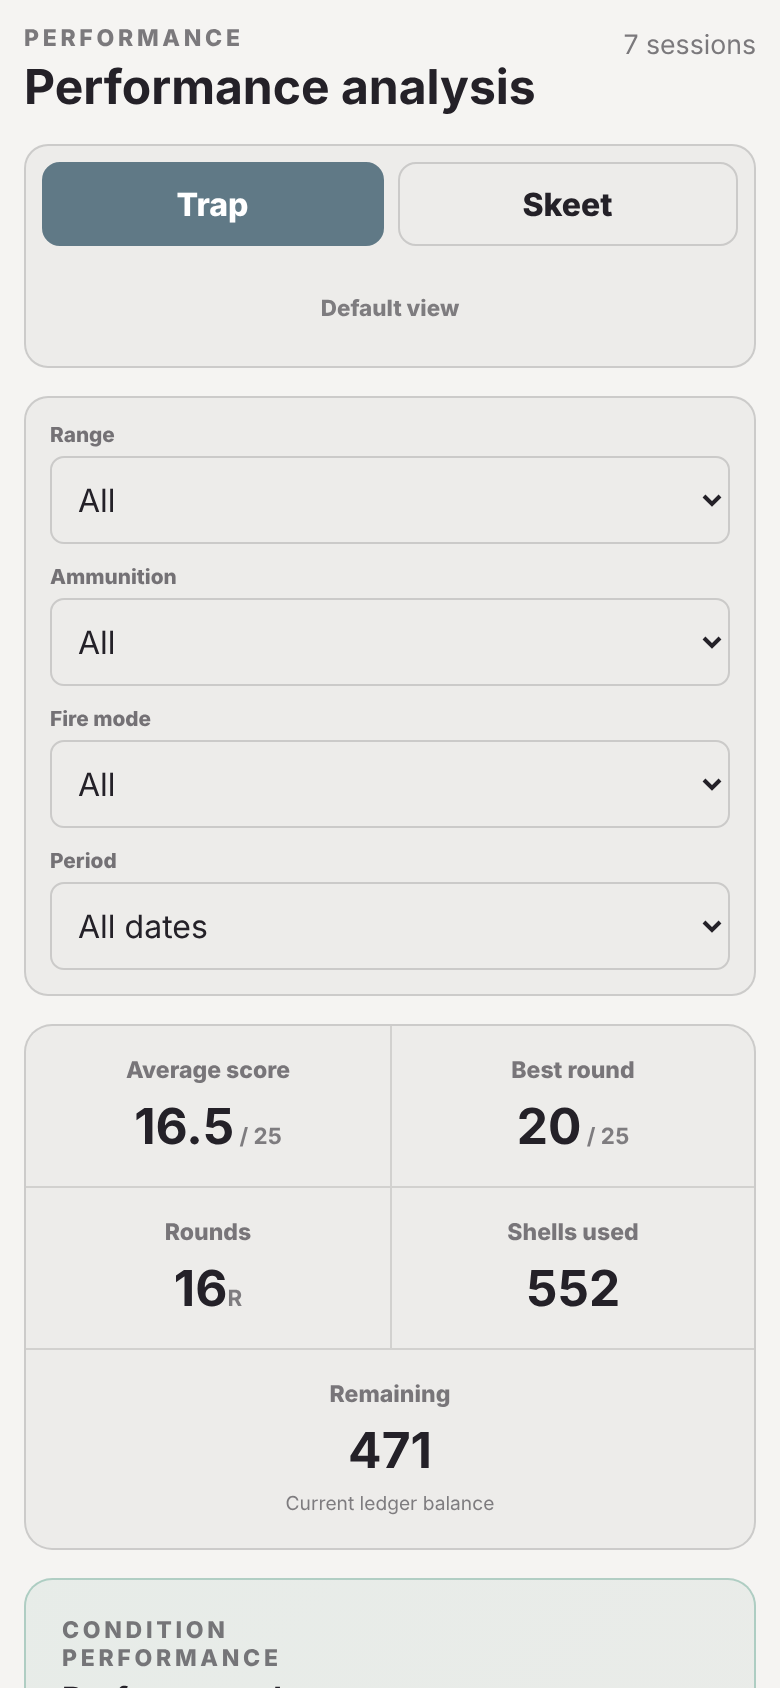 PERFORMANCE
7 sessions
Performance analysis
Trap
Skeet
Default view
Range
All
Ammunition
All
Fire mode
All
Period
All dates
Average score
16.5 / 25
Best round
20 / 25
Rounds
16R
Shells used
552
Remaining
471
Current ledger balance
CONDITION
PERFORMANCE